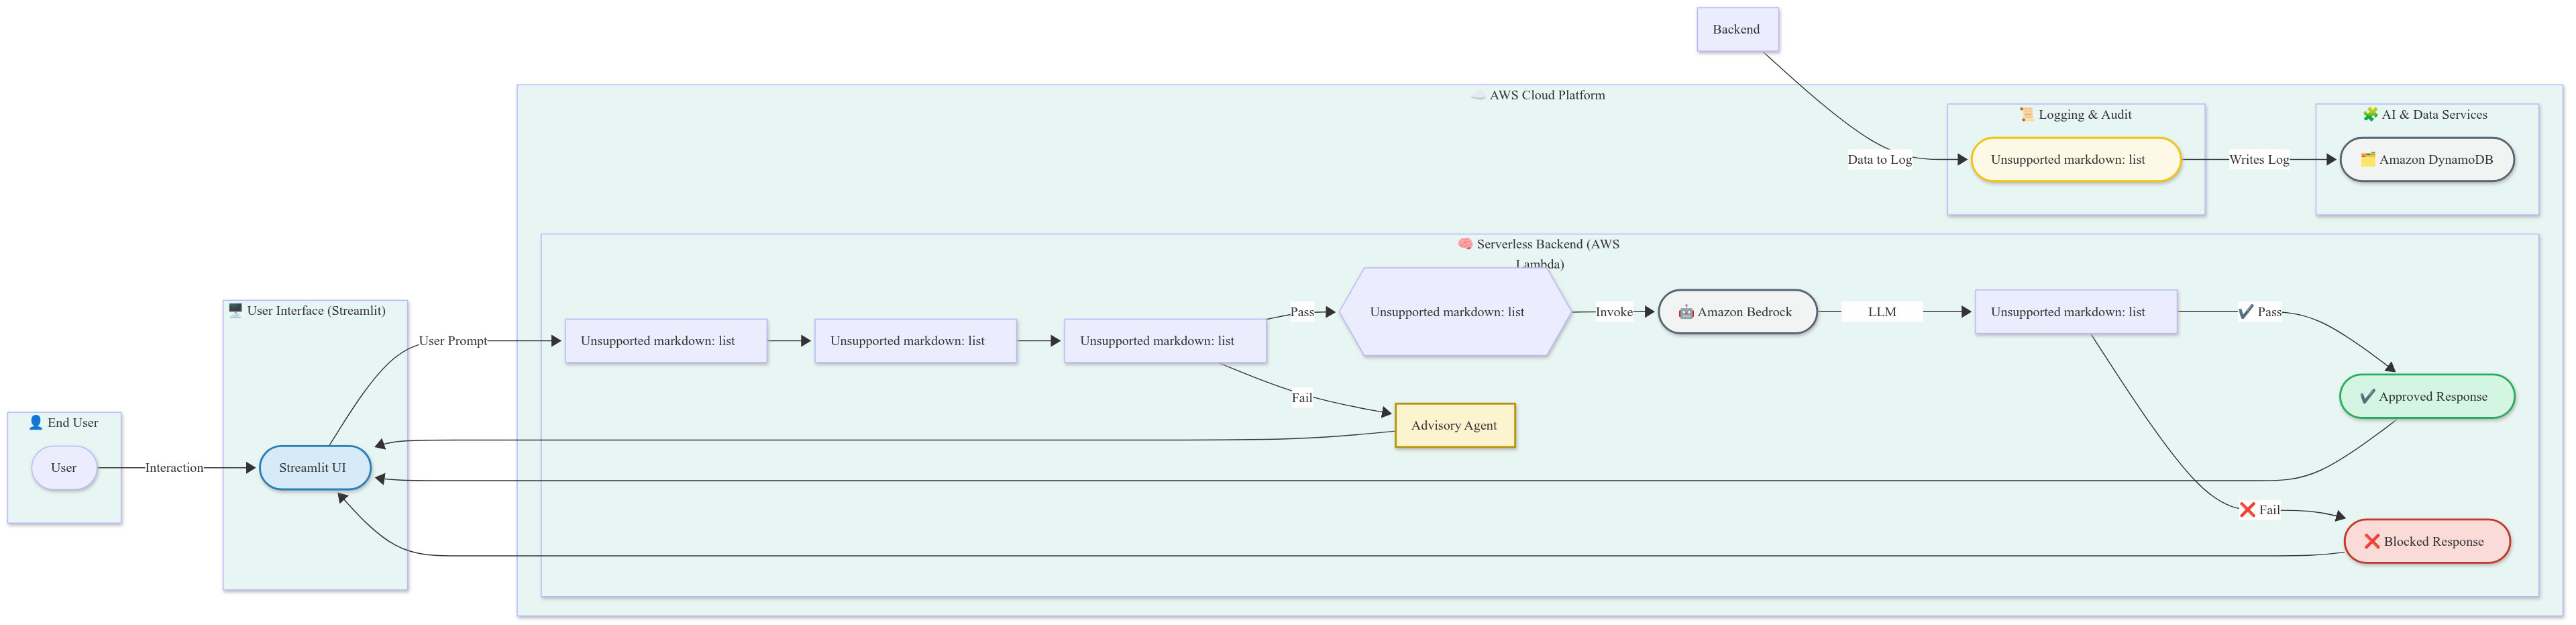 Backend
☁️ AWS Cloud Platform
📜 Logging & Audit
🧩 AI & Data Services
Data to Log
Unsupported markdown: list
Writes Log
🗂️ Amazon DynamoDB
🧠 Serverless Backend (AWS
Lambda)
🖥️ User Interface (Streamlit)
User Prompt
Unsupported markdown: list
Unsupported markdown: list
Unsupported markdown: list
Pass
Unsupported markdown: list
Invoke
🤖 Amazon Bedrock
LLM
Unsupported markdown: list
✔️ Pass
Fail
✔️ Approved Response
Advisory Agent
👤 End User
User
Interaction
Streamlit UI
❌ Fail
❌ Blocked Response